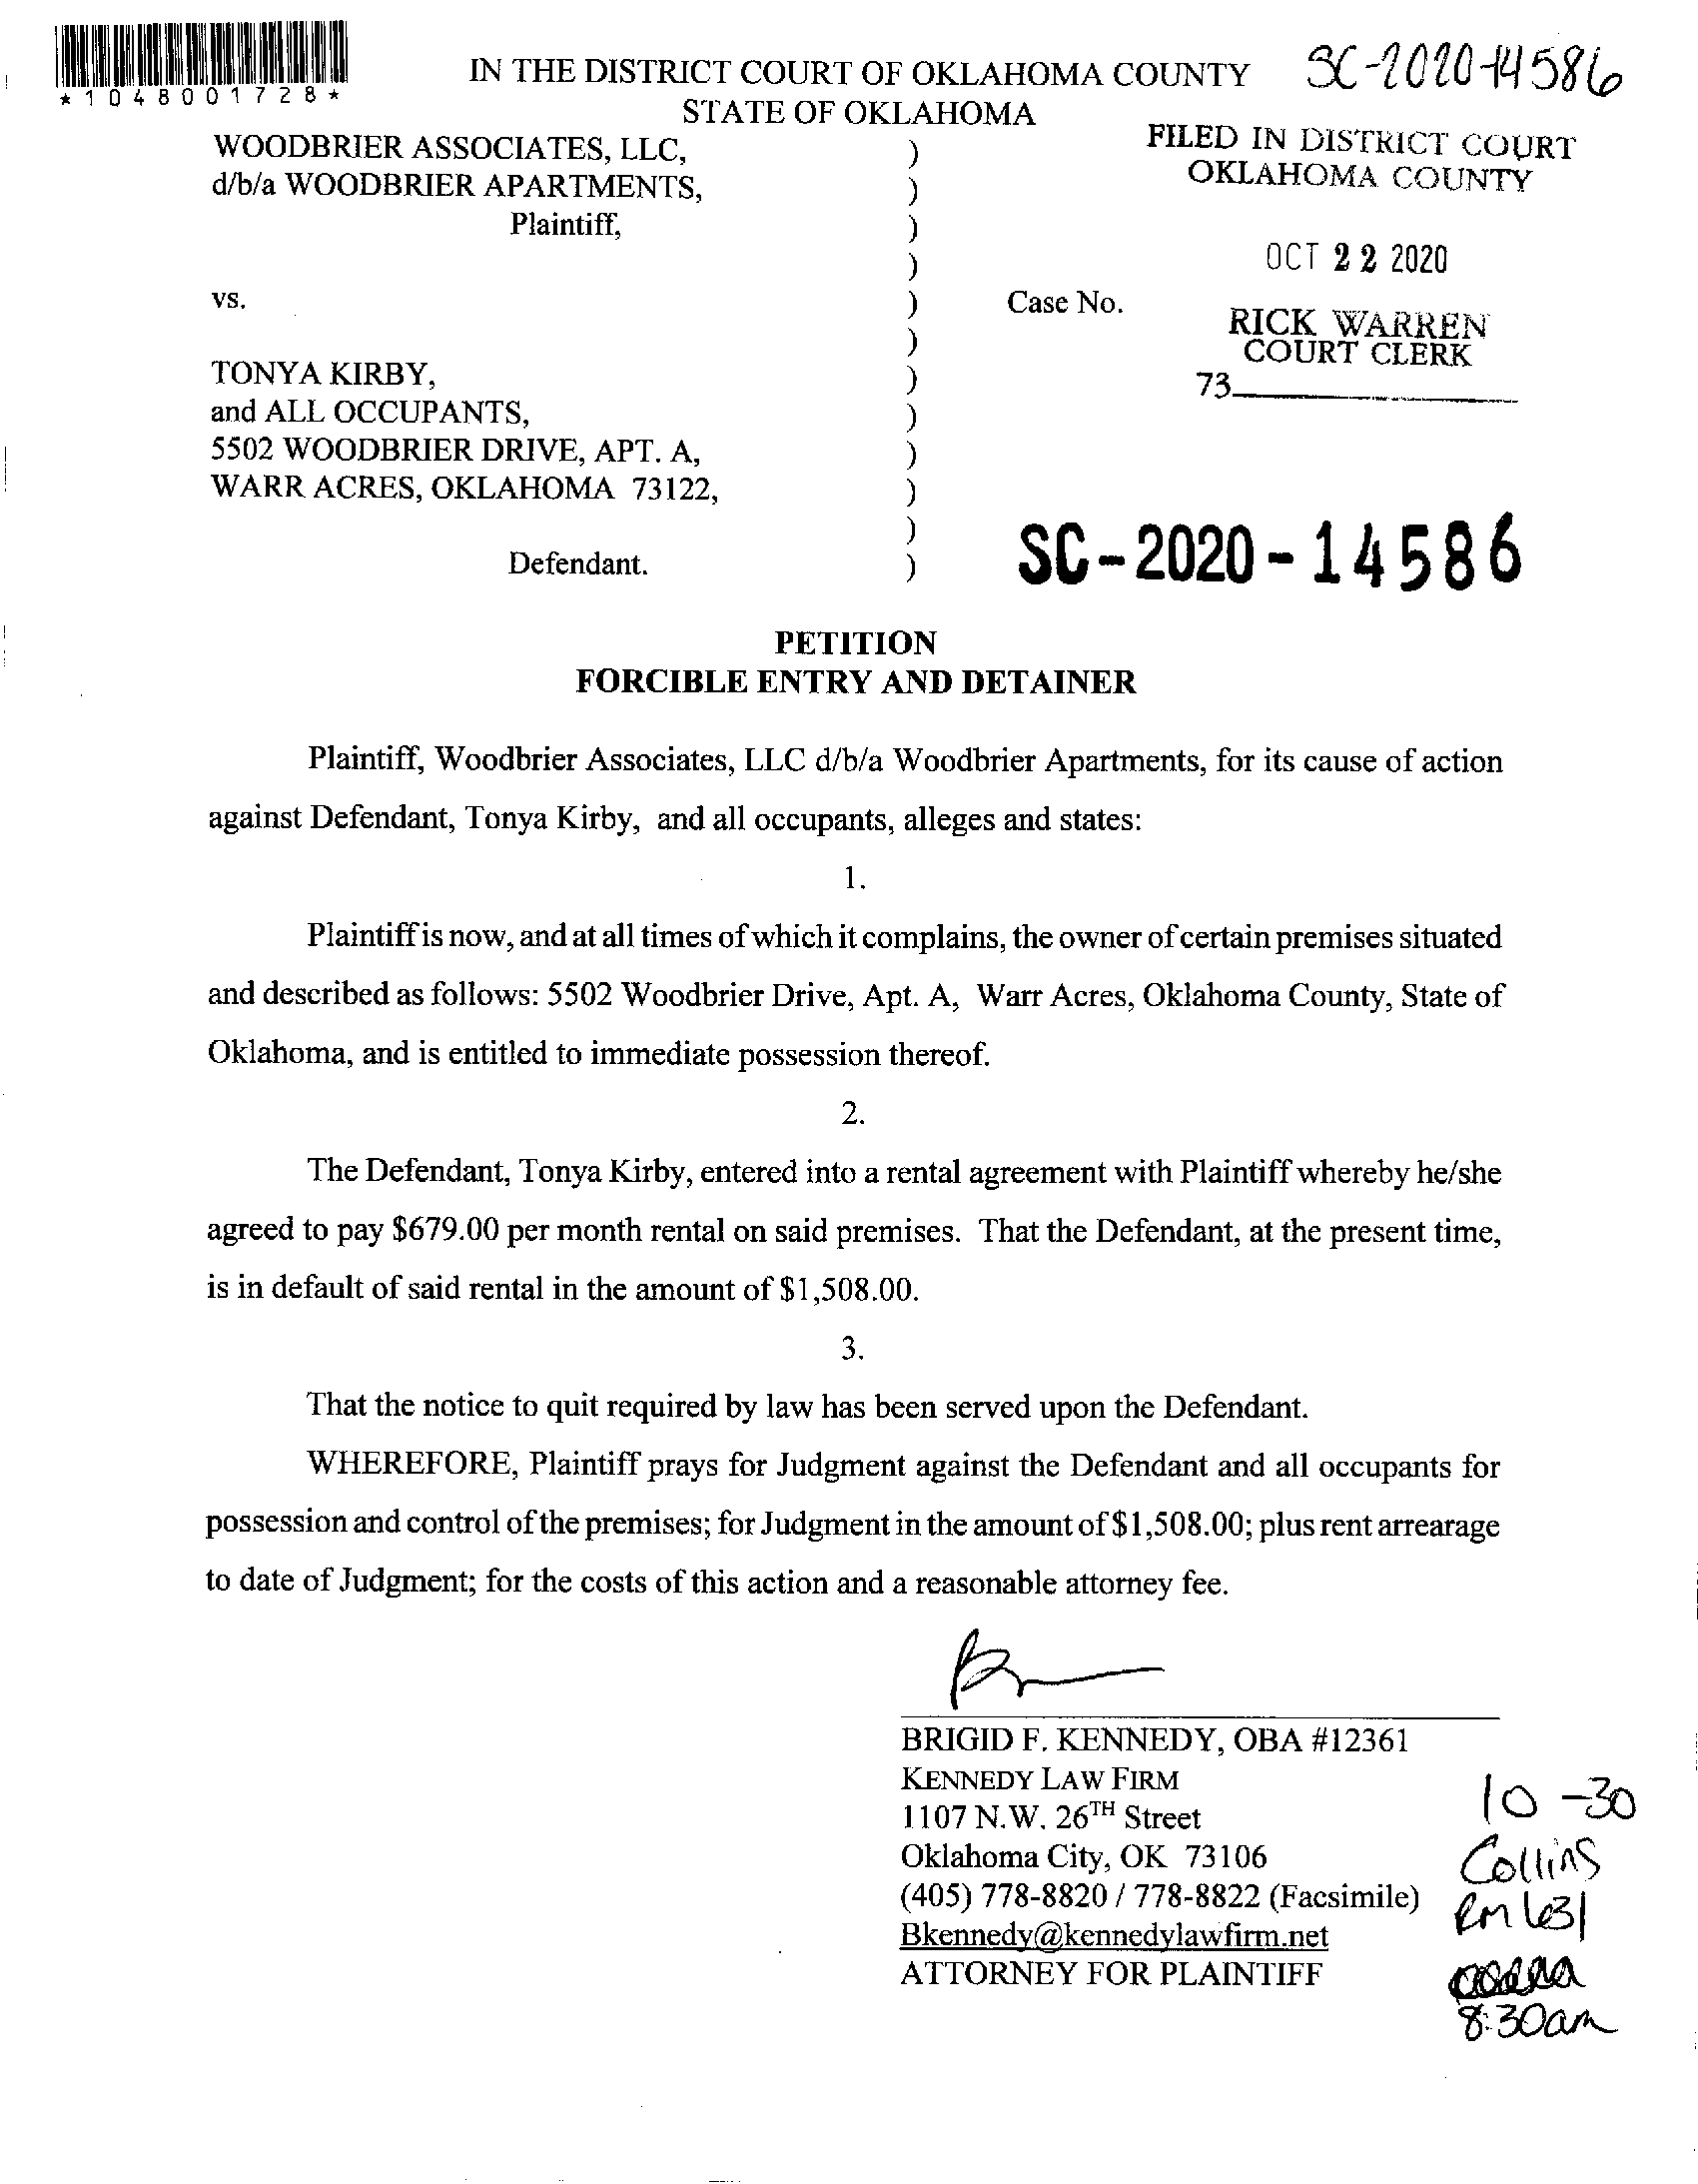 *1048001728*
IN THE DISTRICT COURT OF OKLAHOMA COUNTY
STATE OF OKLAHOMA
SC-2020-14586
WOODBRIER ASSOCIATES, LLC, )
d/b/a WOODBRIER APARTMENTS, )
Plaintiff, )
)
vs. ) Case No.
)
TONYA KIRBY, )
and ALL OCCUPANTS, )
5502 WOODBRIER DRIVE, APT. A, )
WARR ACRES, OKLAHOMA 73122, )
)
Defendant. )
FILED IN DISTRICT COURT
OKLAHOMA COUNTY
OCT 22 2020
RICK WARREN
COURT CLERK
73
SC-2020-14586
PETITION
FORCIBLE ENTRY AND DETAINER
Plaintiff, Woodbrier Associates, LLC d/b/a Woodbrier Apartments, for its cause of action
against Defendant, Tonya Kirby, and all occupants, alleges and states:
1.
Plaintiff is now, and at all times of which it complains, the owner of certain premises situated
and described as follows: 5502 Woodbrier Drive, Apt. A, Warr Acres, Oklahoma County, State of
Oklahoma, and is entitled to immediate possession thereof.
2.
The Defendant, Tonya Kirby, entered into a rental agreement with Plaintiff whereby he/she
agreed to pay $679.00 per month rental on said premises. That the Defendant, at the present time,
is in default of said rental in the amount of $1,508.00.
3.
That the notice to quit required by law has been served upon the Defendant.
WHEREFORE, Plaintiff prays for Judgment against the Defendant and all occupants for
possession and control of the premises; for Judgment in the amount of $1,508.00; plus rent arrearage
to date of Judgment; for the costs of this action and a reasonable attorney fee.
BRIGID F. KENNEDY, OBA #12361
KENNEDY LAW FIRM
1107 N.W. 26TH Street
Oklahoma City, OK 73106
(405) 778-8820 / 778-8822 (Facsimile)
Bkennedy@kennedylawfirm.net
ATTORNEY FOR PLAINTIFF
10-30
Collins
Rm 631
8:30am